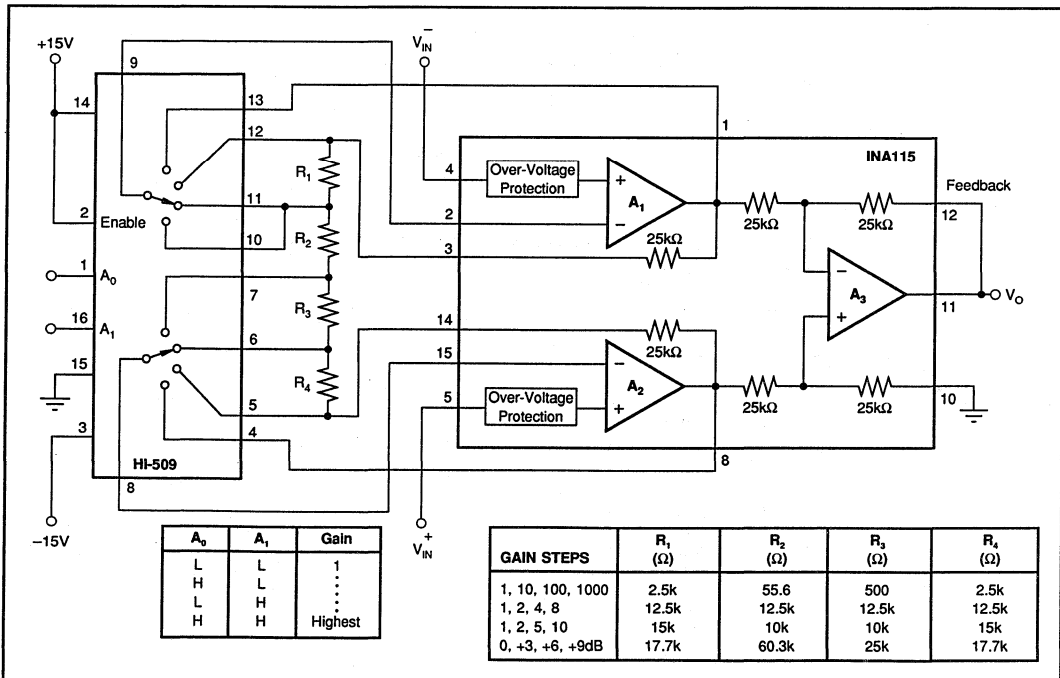 +15V
9
14
13
12
11
10
2
Enable
1
A0
7
16
A1
6
15
5
4
3
HI-509
8
–15V
R1
R2
R3
R4
V–IN
1
INA115
4
Over-Voltage
Protection
+
A1
–
2
3
25kΩ
25kΩ
25kΩ
Feedback
12
–
A3
+
11
VO
14
25kΩ
15
–
A2
+
5
Over-Voltage
Protection
25kΩ
25kΩ
10
8
V+IN
A0 A1 Gain
L L 1
H L ⋮
L H ⋮
H H Highest
GAIN STEPS R1 (Ω) R2 (Ω) R3 (Ω) R4 (Ω)
1, 10, 100, 1000 2.5k 55.6 500 2.5k
1, 2, 4, 8 12.5k 12.5k 12.5k 12.5k
1, 2, 5, 10 15k 10k 10k 15k
0, +3, +6, +9dB 17.7k 60.3k 25k 17.7k